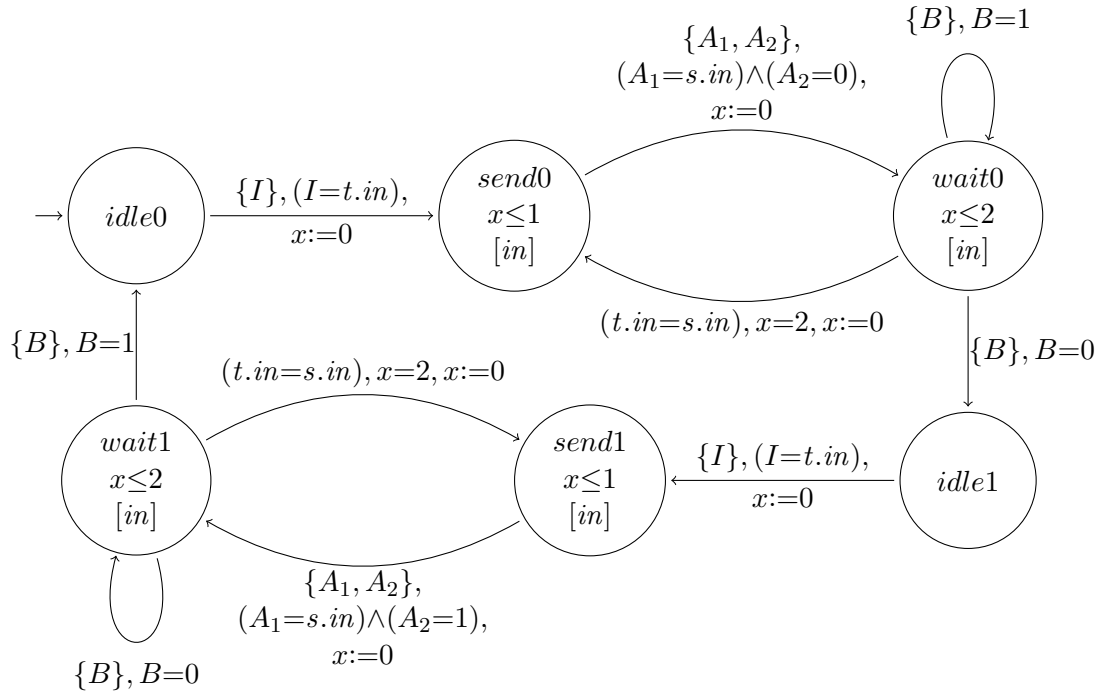 {B}, B=1
{A₁, A₂},
(A₁=s.in)∧(A₂=0),
x:=0
idle0
{I}, (I=t.in),
x:=0
send0
x≤1
[in]
wait0
x≤2
[in]
(t.in=s.in), x=2, x:=0
{B}, B=1
{B}, B=0
(t.in=s.in), x=2, x:=0
wait1
x≤2
[in]
send1
x≤1
[in]
{I}, (I=t.in),
x:=0
idle1
{A₁, A₂},
(A₁=s.in)∧(A₂=1),
x:=0
{B}, B=0